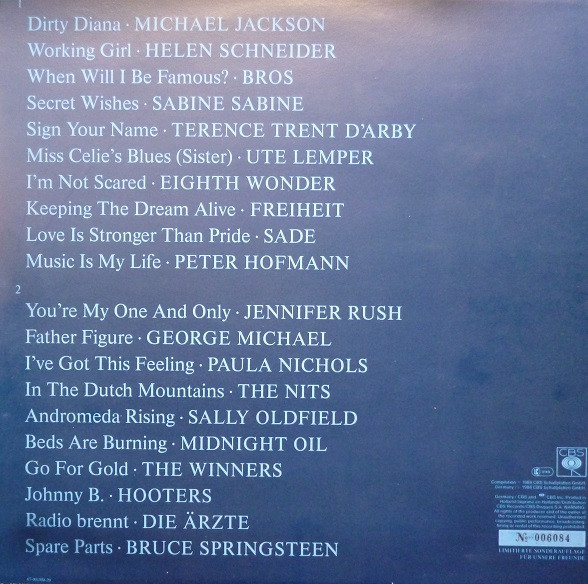 Dirty Diana · MICHAEL JACKSON
Working Girl · HELEN SCHNEIDER
When Will I Be Famous? · BROS
Secret Wishes · SABINE SABINE
Sign Your Name · TERENCE TRENT D'ARBY
Miss Celie's Blues (Sister) · UTE LEMPER
I'm Not Scared · EIGHTH WONDER
Keeping The Dream Alive · FREIHEIT
Love Is Stronger Than Pride · SADE
Music Is My Life · PETER HOFMANN
2
You're My One And Only · JENNIFER RUSH
Father Figure · GEORGE MICHAEL
I've Got This Feeling · PAULA NICHOLS
In The Dutch Mountains · THE NITS
Andromeda Rising · SALLY OLDFIELD
Beds Are Burning · MIDNIGHT OIL
Go For Gold · THE WINNERS
Johnny B. · HOOTERS
Radio brennt · DIE ÄRZTE
Spare Parts · BRUCE SPRINGSTEEN
CBS
№ 006084
LIMITIERTE SONDERAUFLAGE
FÜR UNSERE FREUNDE